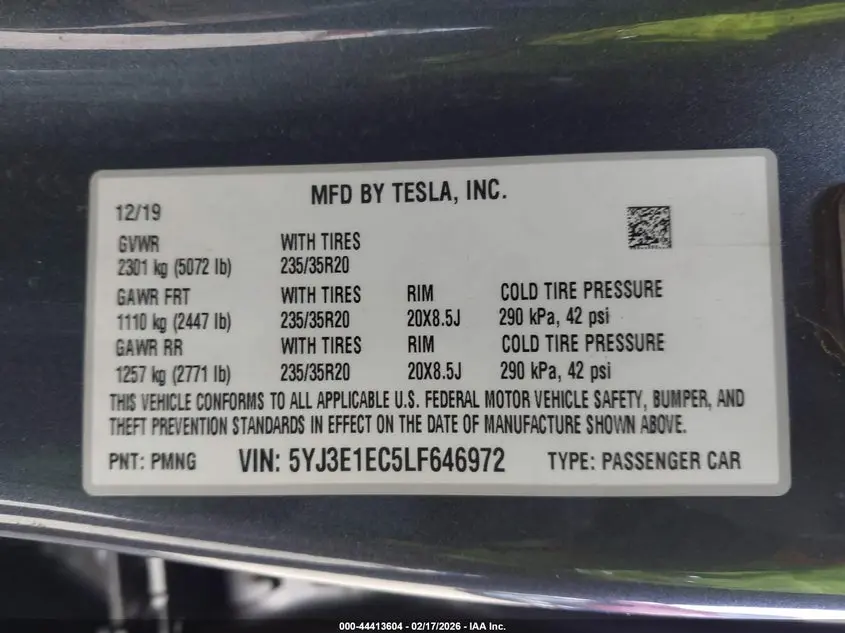 MFD BY TESLA, INC.
12/19
GVWR WITH TIRES
2301 kg (5072 lb) 235/35R20
GAWR FRT WITH TIRES RIM COLD TIRE PRESSURE
1110 kg (2447 lb) 235/35R20 20X8.5J 290 kPa, 42 psi
GAWR RR WITH TIRES RIM COLD TIRE PRESSURE
1257 kg (2771 lb) 235/35R20 20X8.5J 290 kPa, 42 psi
THIS VEHICLE CONFORMS TO ALL APPLICABLE U.S. FEDERAL MOTOR VEHICLE SAFETY, BUMPER, AND
THEFT PREVENTION STANDARDS IN EFFECT ON THE DATE OF MANUFACTURE SHOWN ABOVE.
PNT: PMNG VIN: 5YJ3E1EC5LF646972 TYPE: PASSENGER CAR
000-44413604 - 02/17/2026 - IAA Inc.